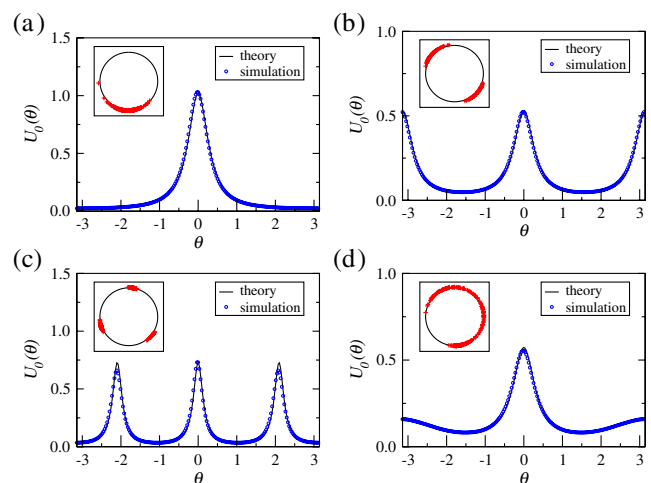 (a)
1.5
1.0
0.5
0.0
U0(θ)
theory
simulation
-3 -2 -1 0 1 2 3
θ
(b)
1.0
0.5
0.0
U0(θ)
theory
simulation
-3 -2 -1 0 1 2 3
θ
(c)
1.5
1.0
0.5
0.0
U0(θ)
theory
simulation
-3 -2 -1 0 1 2 3
θ
(d)
1.0
0.5
0.0
U0(θ)
theory
simulation
-3 -2 -1 0 1 2 3
θ